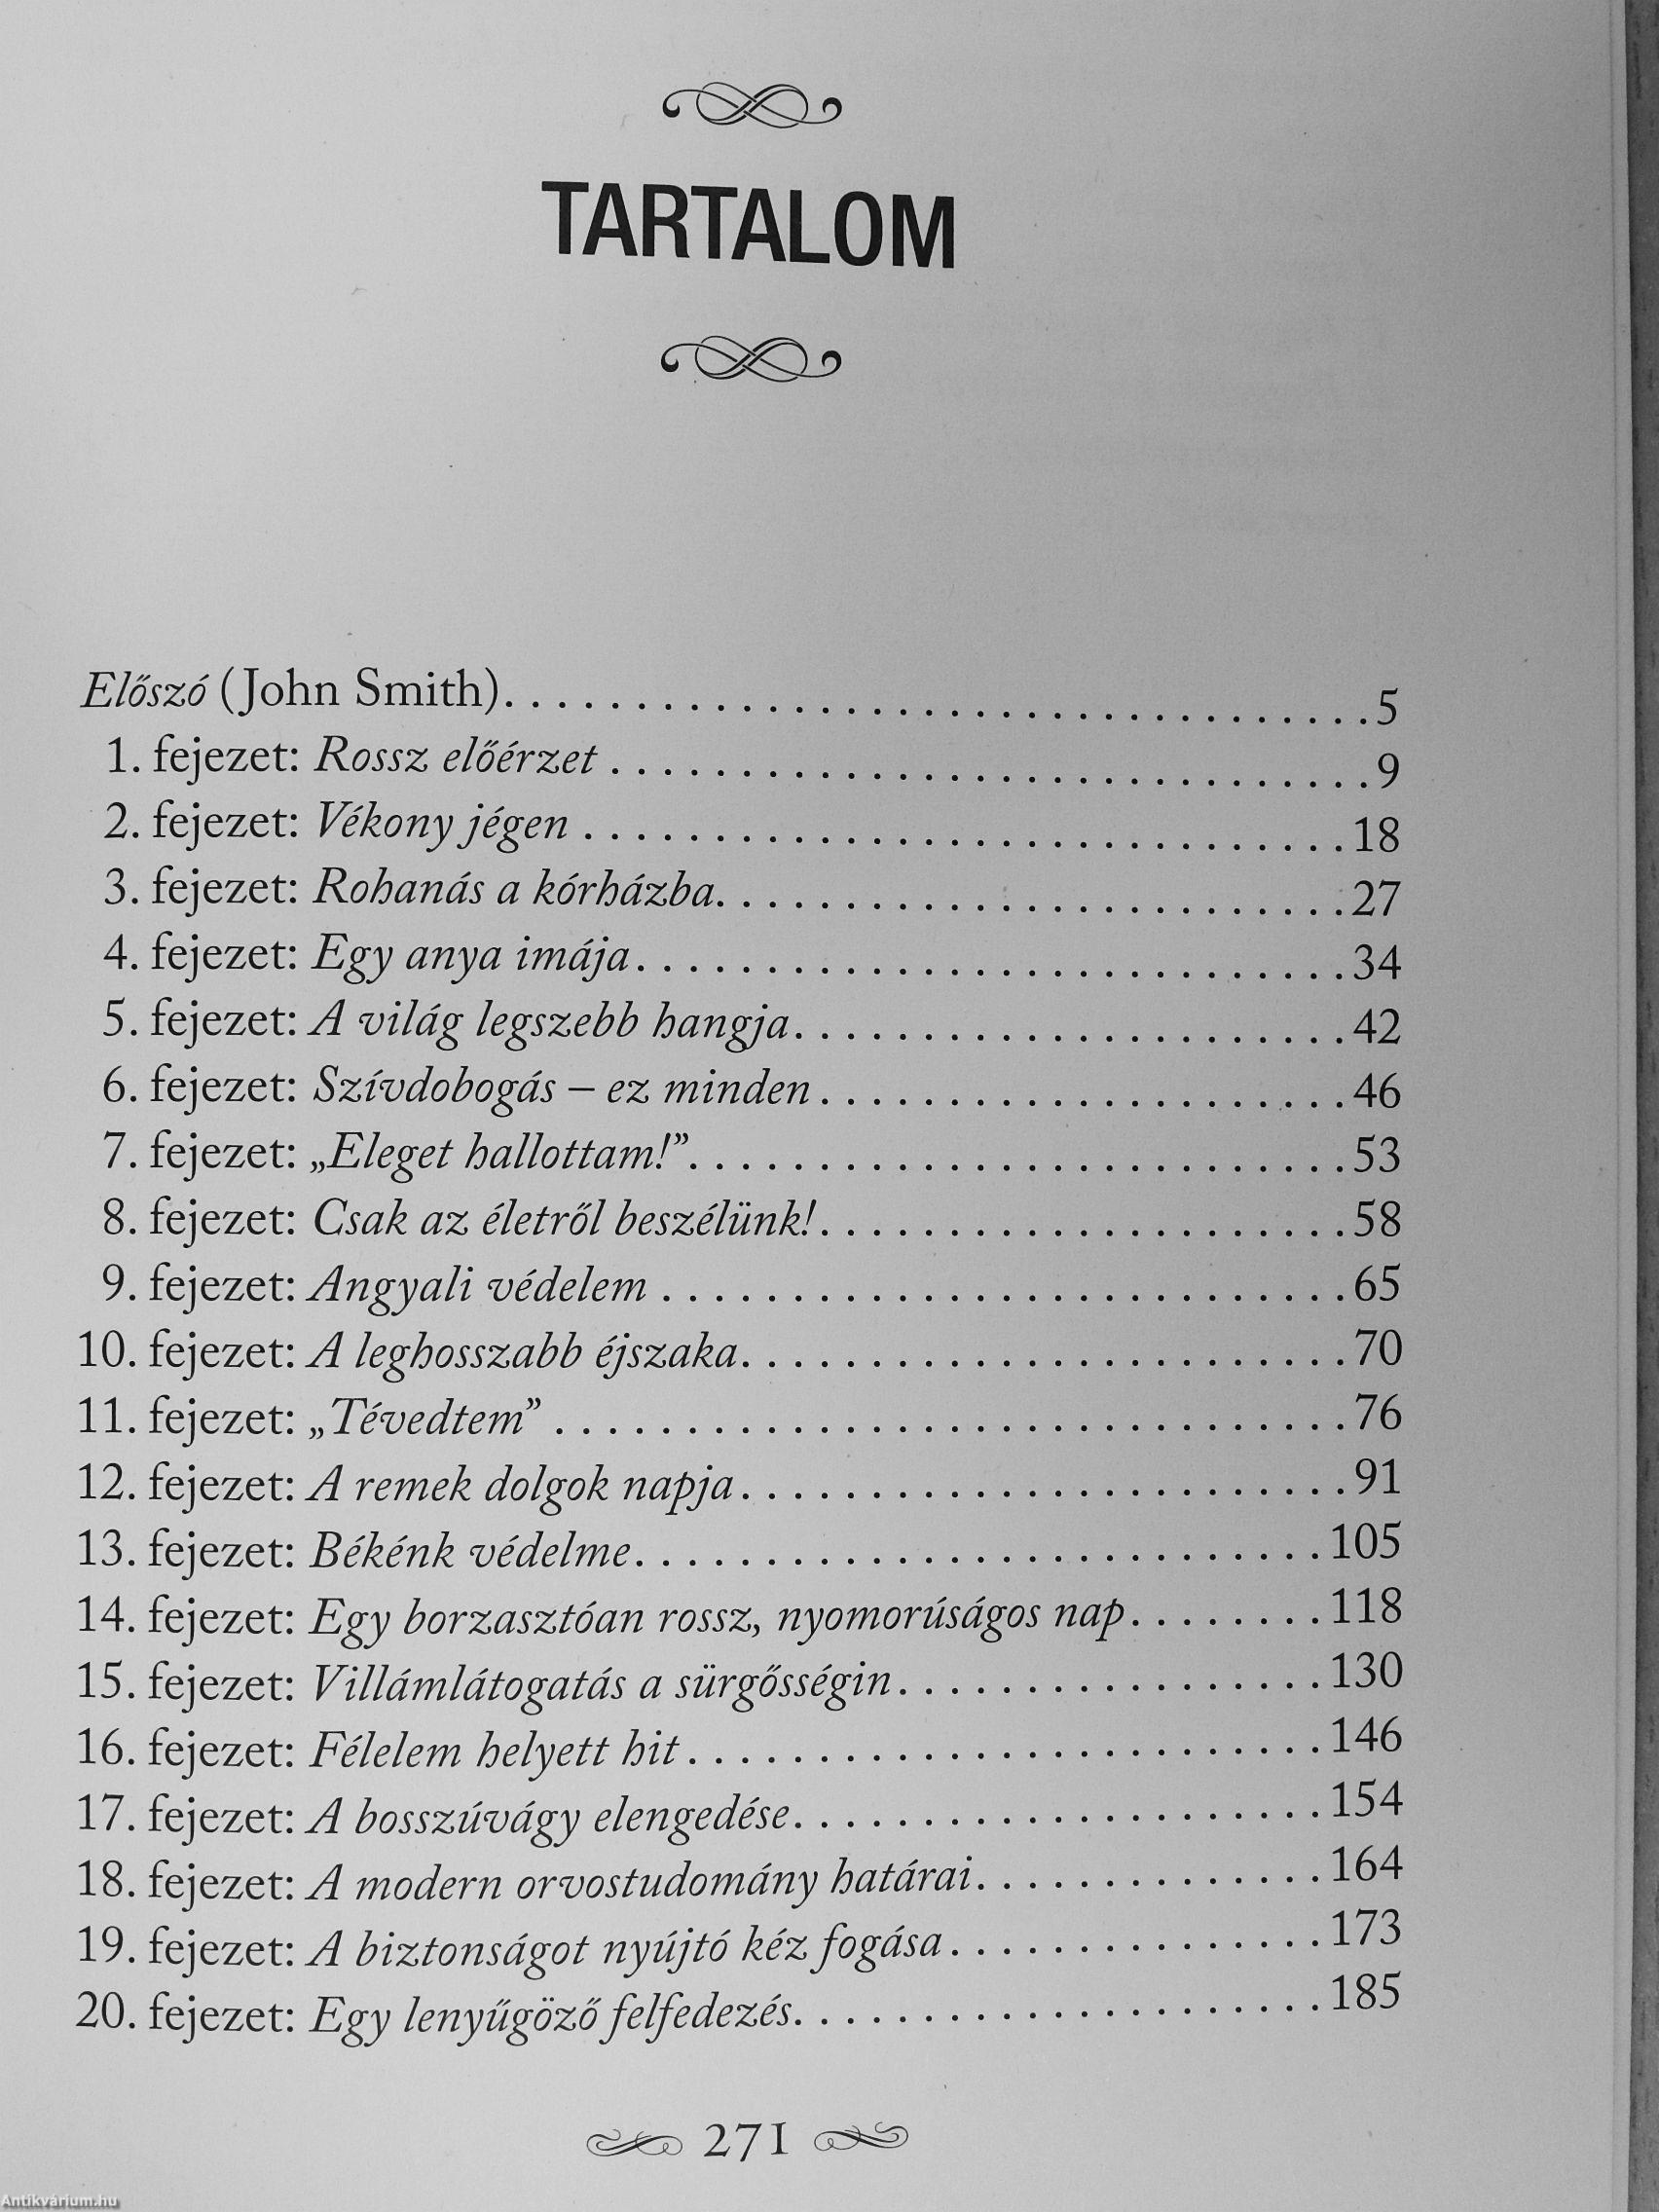 TARTALOM
Előszó (John Smith). . . . . . . . . . . . . . . . . . . . . . . . . . . . . . . . . 5
1. fejezet: Rossz előérzet . . . . . . . . . . . . . . . . . . . . . . . . . . . . . 9
2. fejezet: Vékony jégen . . . . . . . . . . . . . . . . . . . . . . . . . . . . . 18
3. fejezet: Rohanás a kórházba. . . . . . . . . . . . . . . . . . . . . . . . 27
4. fejezet: Egy anya imája. . . . . . . . . . . . . . . . . . . . . . . . . . . 34
5. fejezet: A világ legszebb hangja. . . . . . . . . . . . . . . . . . . . . 42
6. fejezet: Szívdobogás – ez minden . . . . . . . . . . . . . . . . . . . . 46
7. fejezet: „Eleget hallottam!”. . . . . . . . . . . . . . . . . . . . . . . . . 53
8. fejezet: Csak az életről beszélünk!. . . . . . . . . . . . . . . . . . . . 58
9. fejezet: Angyali védelem . . . . . . . . . . . . . . . . . . . . . . . . . . 65
10. fejezet: A leghosszabb éjszaka. . . . . . . . . . . . . . . . . . . . . . . 70
11. fejezet: „Tévedtem” . . . . . . . . . . . . . . . . . . . . . . . . . . . . . . 76
12. fejezet: A remek dolgok napja. . . . . . . . . . . . . . . . . . . . . . . 91
13. fejezet: Békénk védelme. . . . . . . . . . . . . . . . . . . . . . . . . . 105
14. fejezet: Egy borzasztóan rossz, nyomorúságos nap. . . . . . . . 118
15. fejezet: Villámlátogatás a sürgősségin. . . . . . . . . . . . . . . . . 130
16. fejezet: Félelem helyett hit . . . . . . . . . . . . . . . . . . . . . . . . 146
17. fejezet: A bosszúvágy elengedése. . . . . . . . . . . . . . . . . . . . . 154
18. fejezet: A modern orvostudomány határai. . . . . . . . . . . . . . 164
19. fejezet: A biztonságot nyújtó kéz fogása. . . . . . . . . . . . . . . 173
20. fejezet: Egy lenyűgöző felfedezés. . . . . . . . . . . . . . . . . . . . . 185
271
Antikvárium.hu